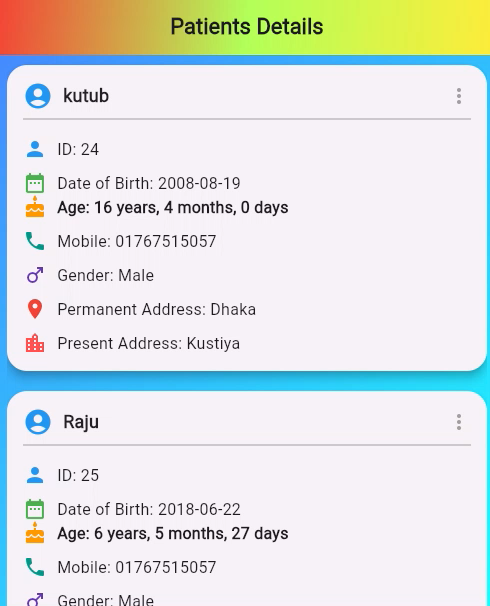 Patients Details
kutub
ID: 24
Date of Birth: 2008-08-19
Age: 16 years, 4 months, 0 days
Mobile: 01767515057
Gender: Male
Permanent Address: Dhaka
Present Address: Kustiya
Raju
ID: 25
Date of Birth: 2018-06-22
Age: 6 years, 5 months, 27 days
Mobile: 01767515057
Gender: Male